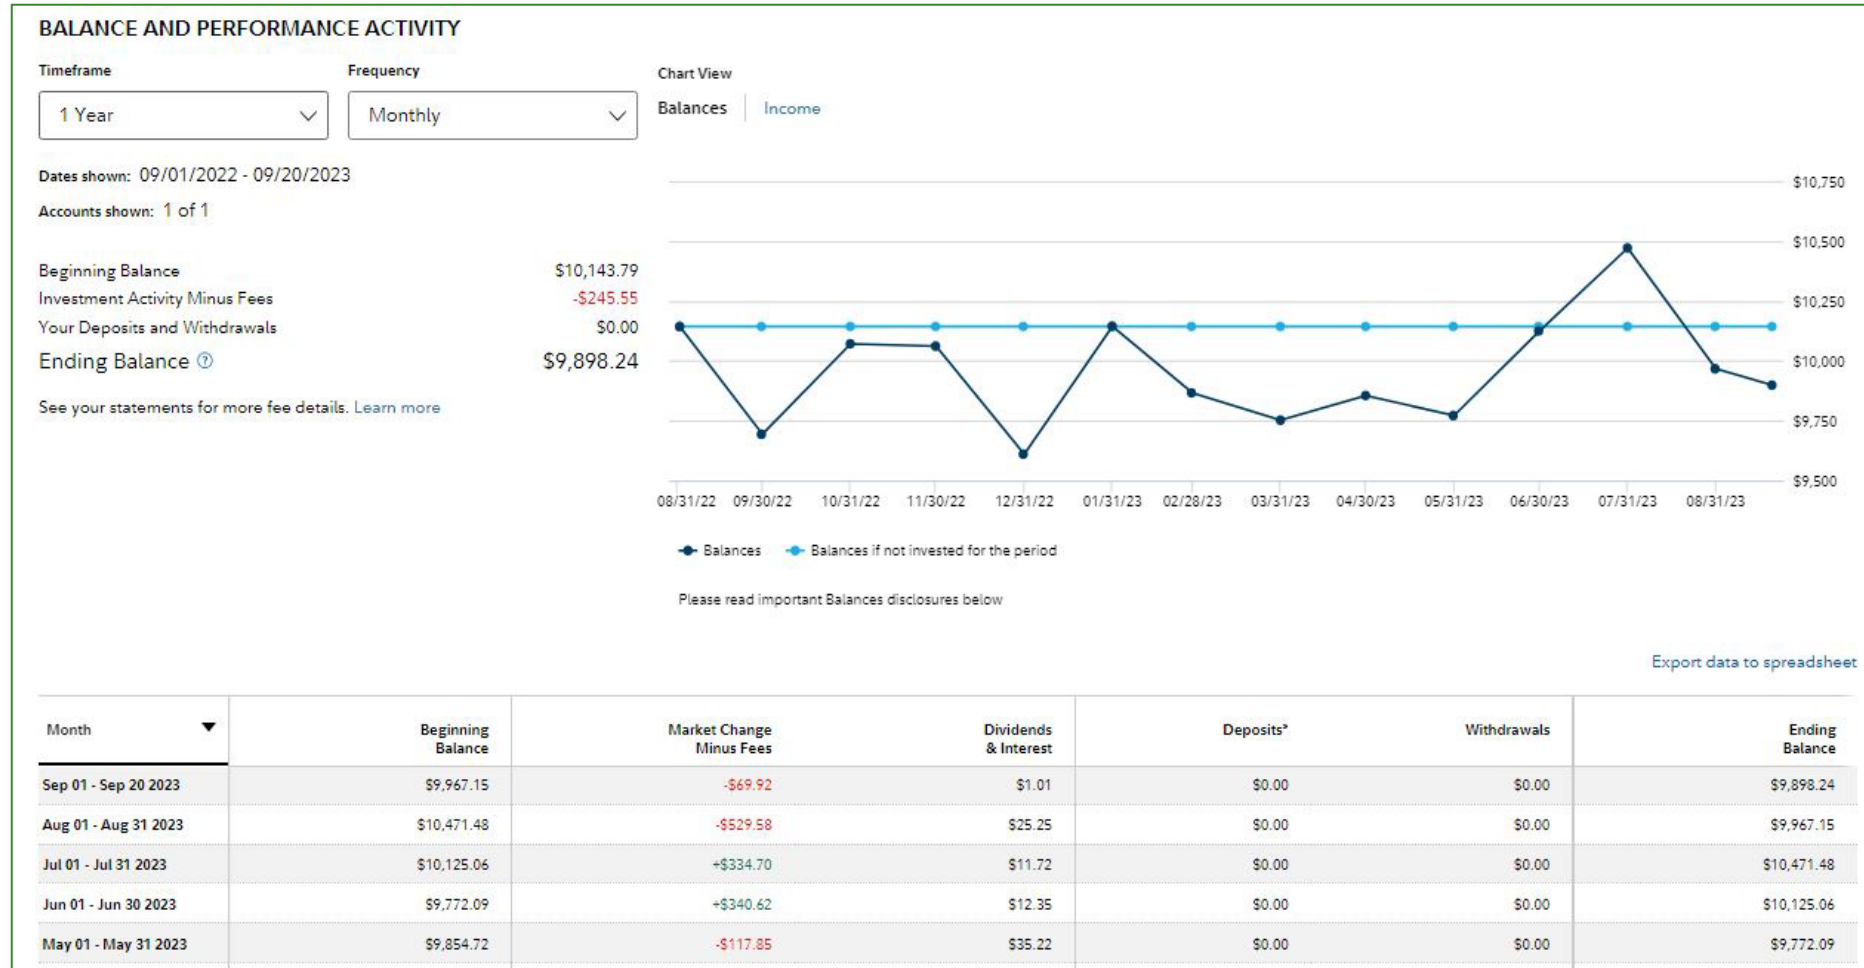 BALANCE AND PERFORMANCE ACTIVITY
Timeframe
Frequency
1 Year
Monthly
Chart View
Balances
Income
Dates shown: 09/01/2022 - 09/20/2023
Accounts shown: 1 of 1
Beginning Balance $10,143.79
Investment Activity Minus Fees -$245.55
Your Deposits and Withdrawals $0.00
Ending Balance ? $9,898.24
See your statements for more fee details. Learn more
$10,750
$10,500
$10,250
$10,000
$9,750
$9,500
08/31/22 09/30/22 10/31/22 11/30/22 12/31/22 01/31/23 02/28/23 03/31/23 04/30/23 05/31/23 06/30/23 07/31/23 08/31/23
Balances Balances if not invested for the period
Please read important Balances disclosures below
Export data to spreadsheet
Month Beginning Balance Market Change Minus Fees Dividends & Interest Deposits* Withdrawals Ending Balance
Sep 01 - Sep 20 2023 $9,967.15 -$69.92 $1.01 $0.00 $0.00 $9,898.24
Aug 01 - Aug 31 2023 $10,471.48 -$529.58 $25.25 $0.00 $0.00 $9,967.15
Jul 01 - Jul 31 2023 $10,125.06 +$334.70 $11.72 $0.00 $0.00 $10,471.48
Jun 01 - Jun 30 2023 $9,772.09 +$340.62 $12.35 $0.00 $0.00 $10,125.06
May 01 - May 31 2023 $9,854.72 -$117.85 $35.22 $0.00 $0.00 $9,772.09